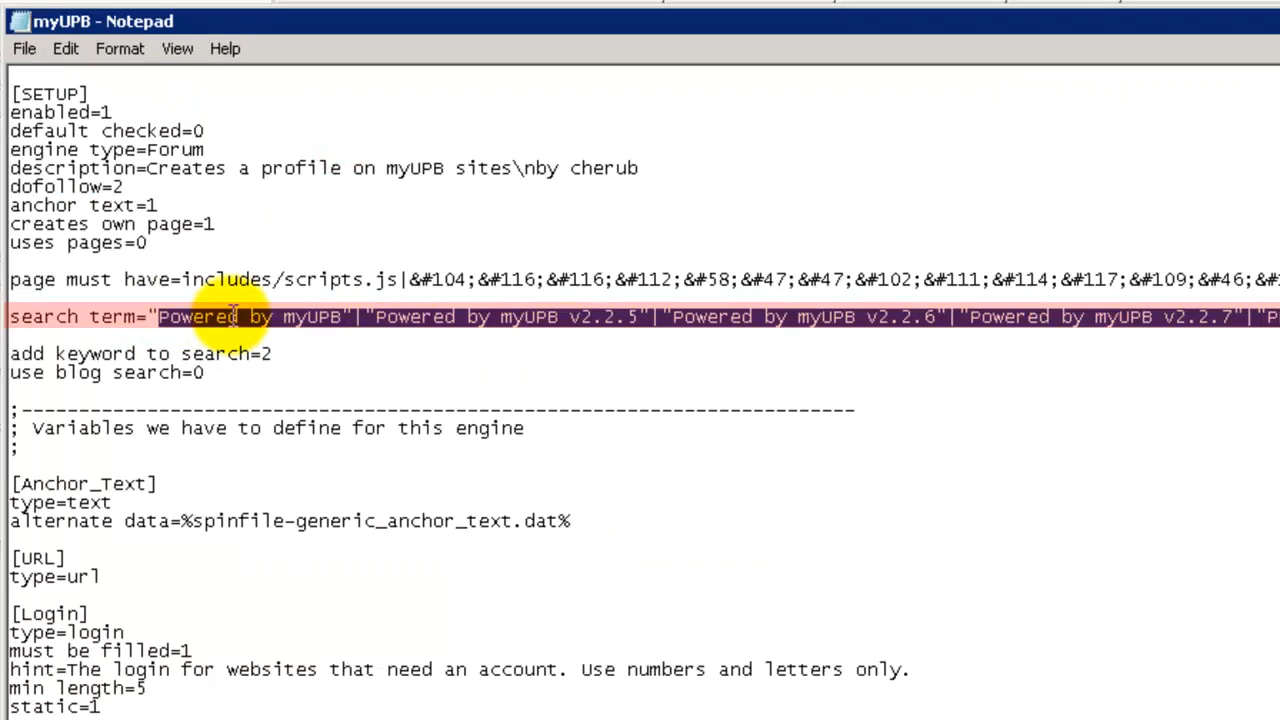 myUPB - Notepad
File Edit Format View Help
[SETUP]
enabled=1
default checked=0
engine type=Forum
description=Creates a profile on myUPB sites\nby cherub
dofollow=2
anchor text=1
creates own page=1
uses pages=0
page must have=includes/scripts.js|&#104;&#116;&#116;&#112;&#58;&#47;&#47;&#102;&#111;&#114;&#117;&#109;&#46;&#
search term="Powered by myUPB"|"Powered by myUPB v2.2.5"|"Powered by myUPB v2.2.6"|"Powered by myUPB v2.2.7"|"P
add keyword to search=2
use blog search=0
;--------------------------------------------------------------------------
; Variables we have to define for this engine
;
[Anchor_Text]
type=text
alternate data=%spinfile-generic_anchor_text.dat%
[URL]
type=url
[Login]
type=login
must be filled=1
hint=The login for websites that need an account. Use numbers and letters only.
min length=5
static=1